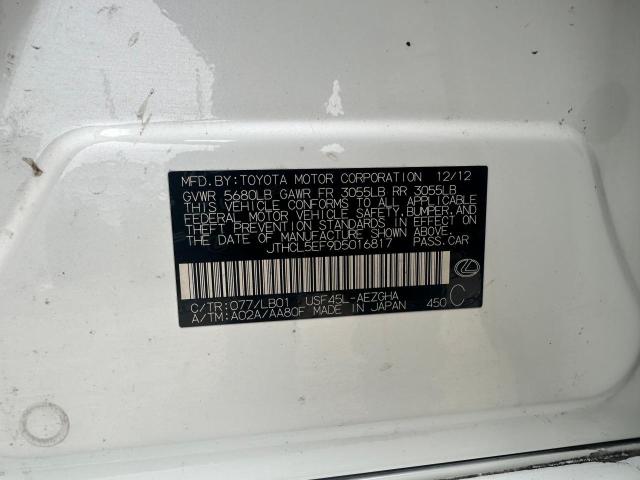 MFD.BY:TOYOTA MOTOR CORPORATION 12/12
GVWR 5680LB GAWR FR 3055LB RR 3055LB
THIS VEHICLE CONFORMS TO ALL APPLICABLE
FEDERAL MOTOR VEHICLE SAFETY,BUMPER,AND
THEFT PREVENTION STANDARDS IN EFFECT ON
THE DATE OF MANUFACTURE SHOWN ABOVE.
JTHCL5EF9D5016817 PASS.CAR
C/TR:077/LB01 USF45L-AEZGHA
A/TM:A02A/AA80F MADE IN JAPAN 450 C